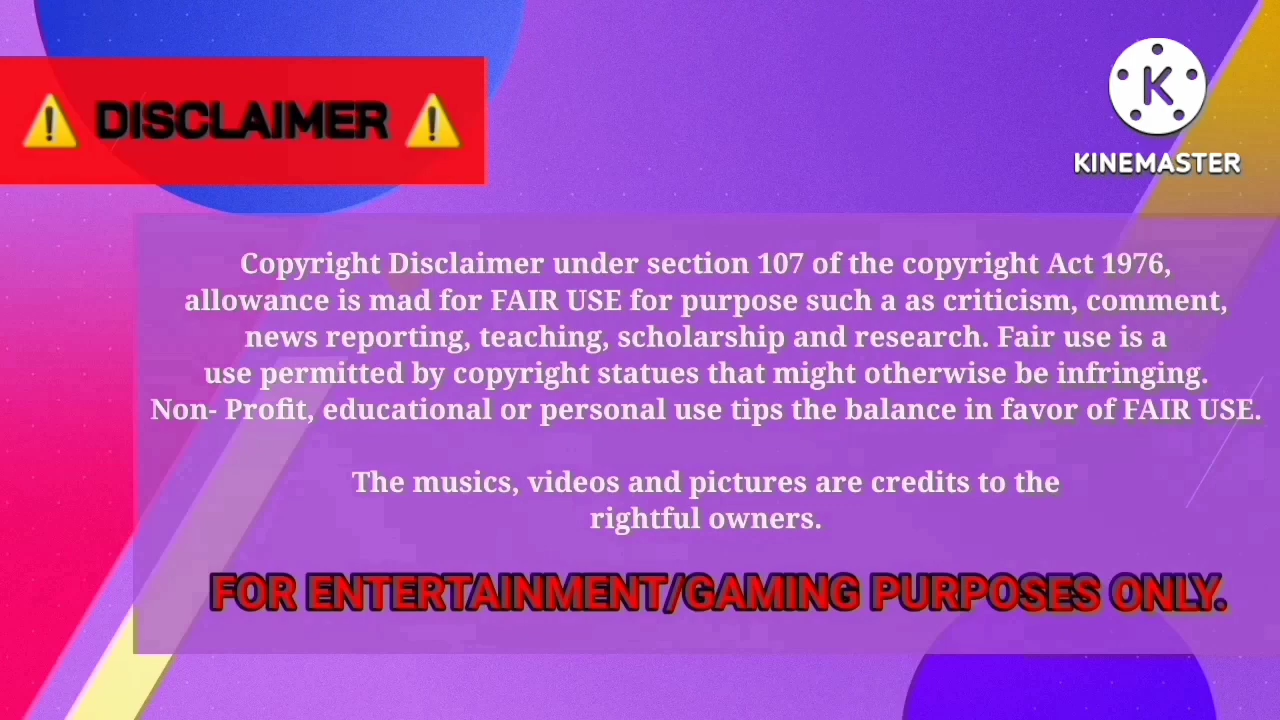 ⚠️ DISCLAIMER ⚠️
K
KINEMASTER
Copyright Disclaimer under section 107 of the copyright Act 1976,
allowance is mad for FAIR USE for purpose such a as criticism, comment,
news reporting, teaching, scholarship and research. Fair use is a
use permitted by copyright statues that might otherwise be infringing.
Non- Profit, educational or personal use tips the balance in favor of FAIR USE.
The musics, videos and pictures are credits to the
rightful owners.
FOR ENTERTAINMENT/GAMING PURPOSES ONLY.